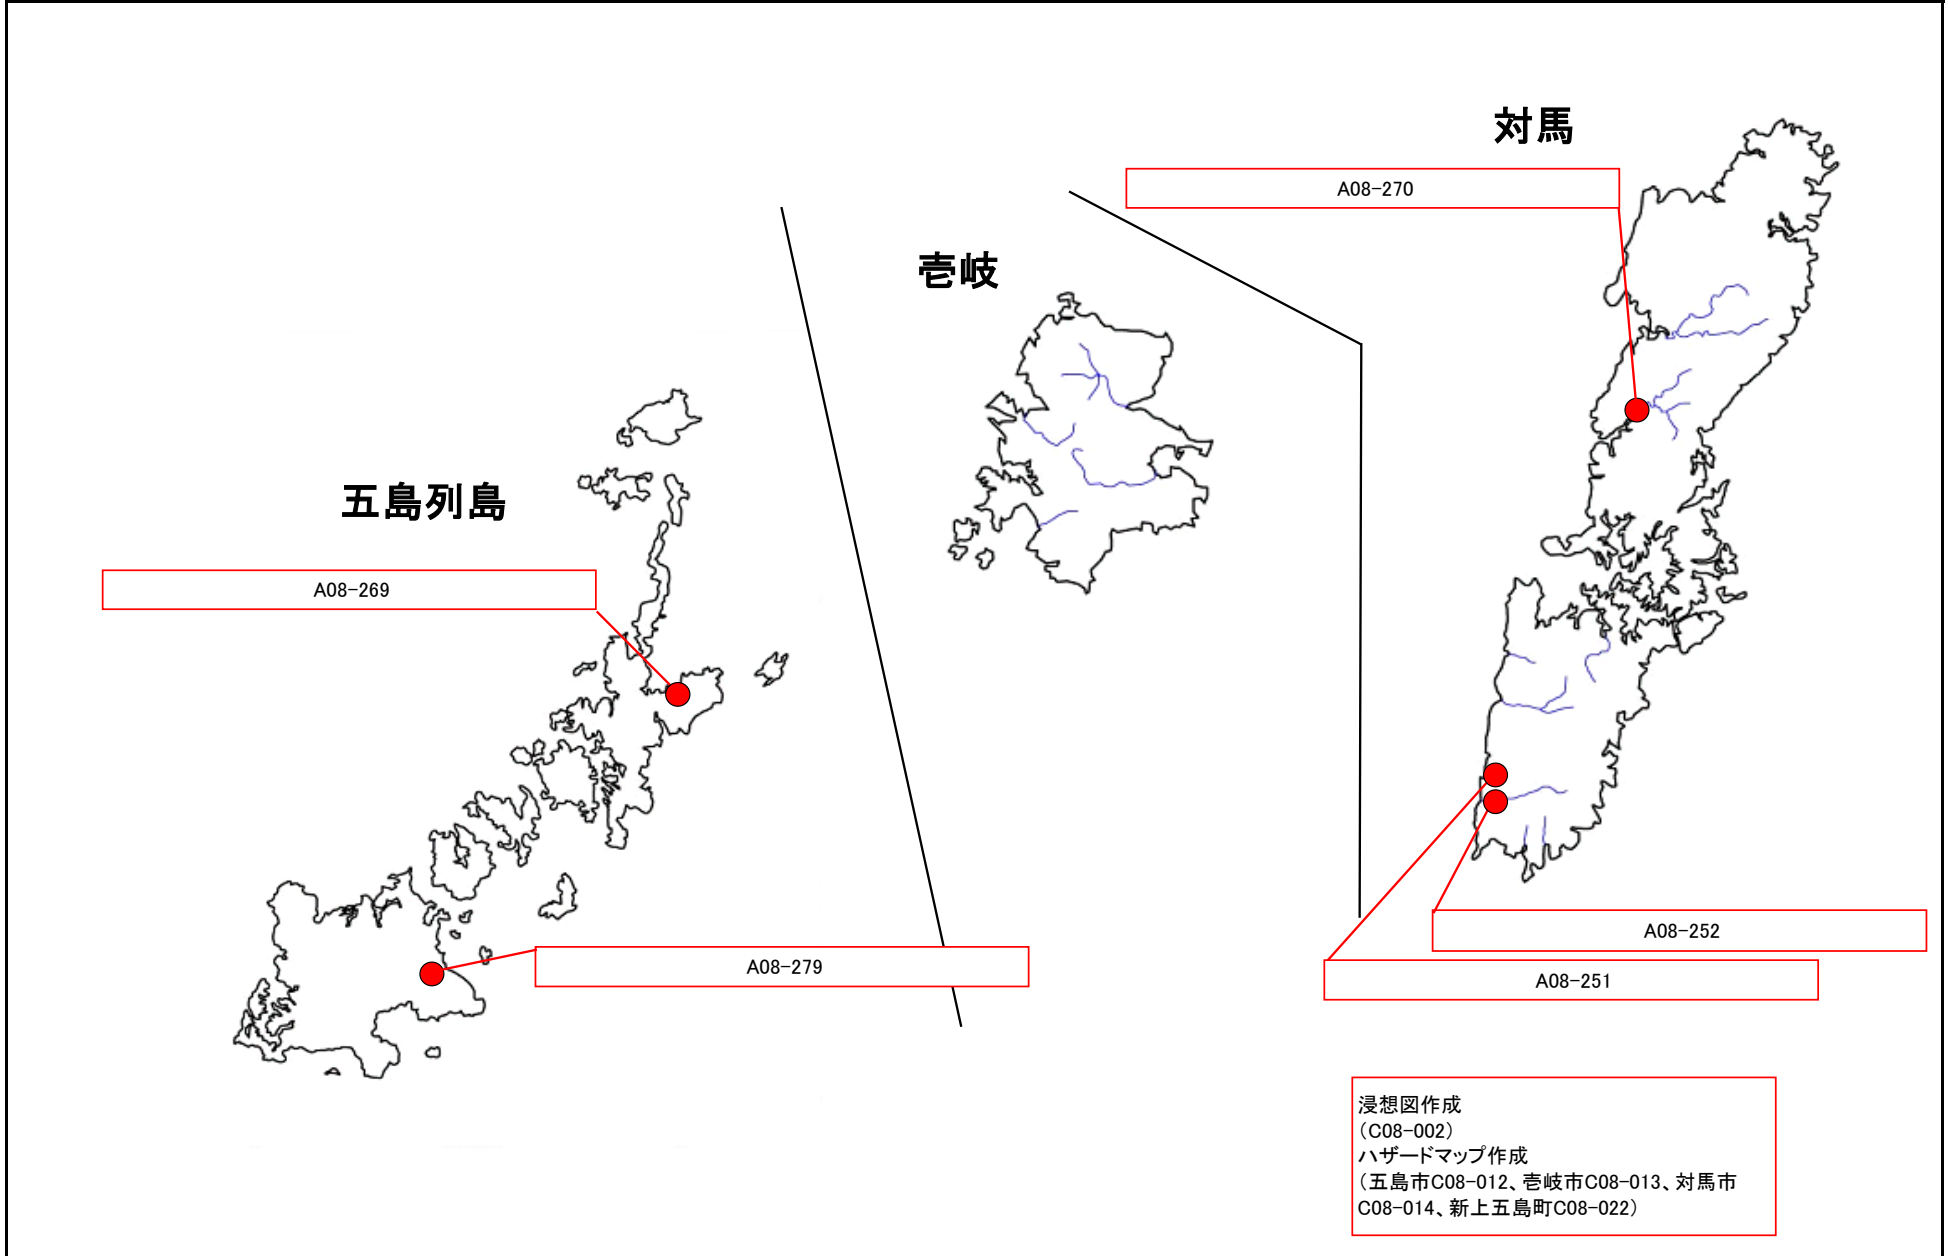 対馬
A08-270
壱岐
五島列島
A08-269
A08-252
A08-279
A08-251
浸想図作成
（C08-002）
ハザードマップ作成
（五島市C08-012、壱岐市C08-013、対馬市
C08-014、新上五島町C08-022）